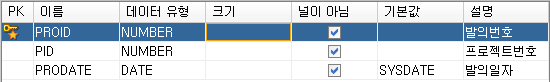 PK 이름 데이터 유형 크기 널이 아님 기본값 설명
PROID NUMBER 발의번호
PID NUMBER 프로젝트번호
PRODATE DATE SYSDATE 발의일자